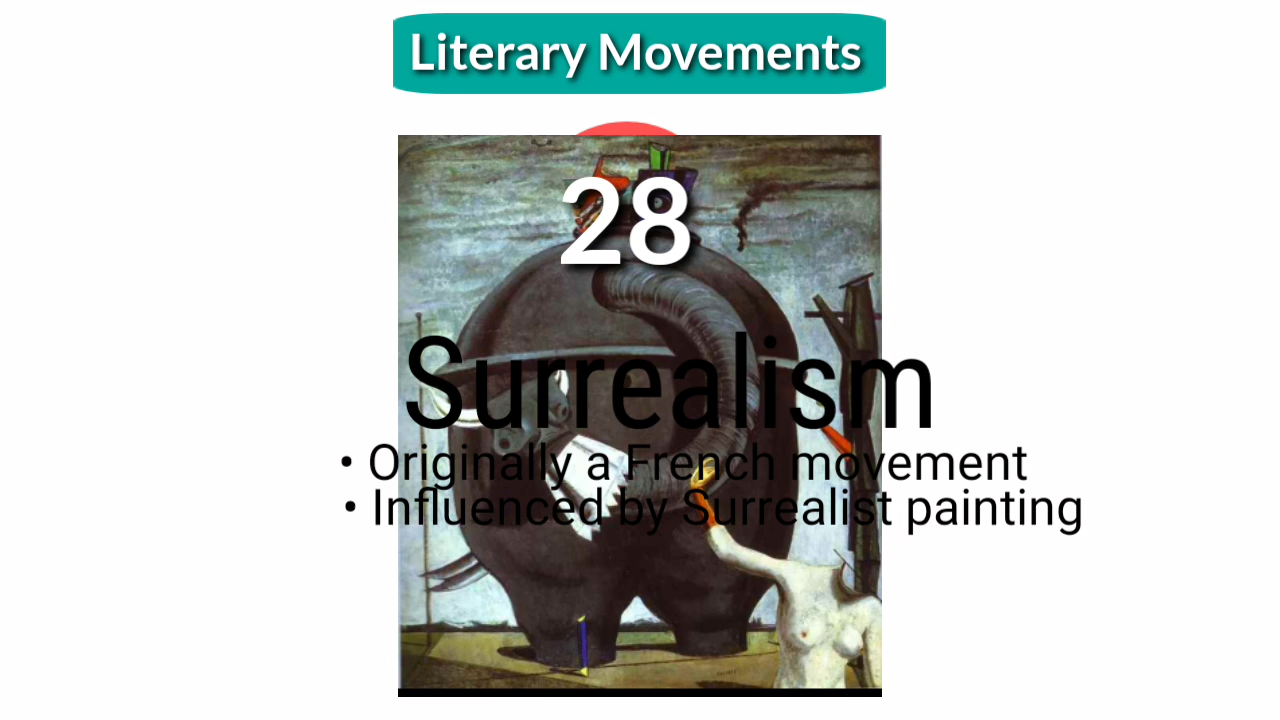 Literary Movements
28
Surrealism
• Originally a French movement
• Influenced by Surrealist painting